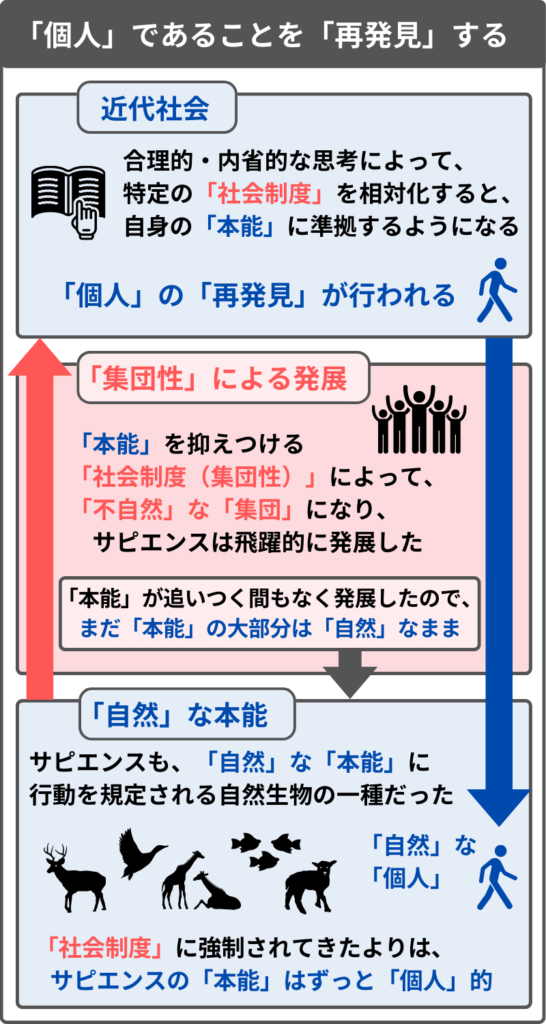 「個人」であることを「再発見」する
近代社会
合理的・内省的な思考によって、
特定の「社会制度」を相対化すると、
自身の「本能」に準拠するようになる
「個人」の「再発見」が行われる
「集団性」による発展
「本能」を抑えつける
「社会制度（集団性）」によって、
「不自然」な「集団」になり、
サピエンスは飛躍的に発展した
「本能」が追いつく間もなく発展したので、
まだ「本能」の大部分は「自然」なまま
「自然」な本能
サピエンスも、「自然」な「本能」に
行動を規定される自然生物の一種だった
「自然」な
「個人」
「社会制度」に強制されてきたよりは、
サピエンスの「本能」はずっと「個人」的